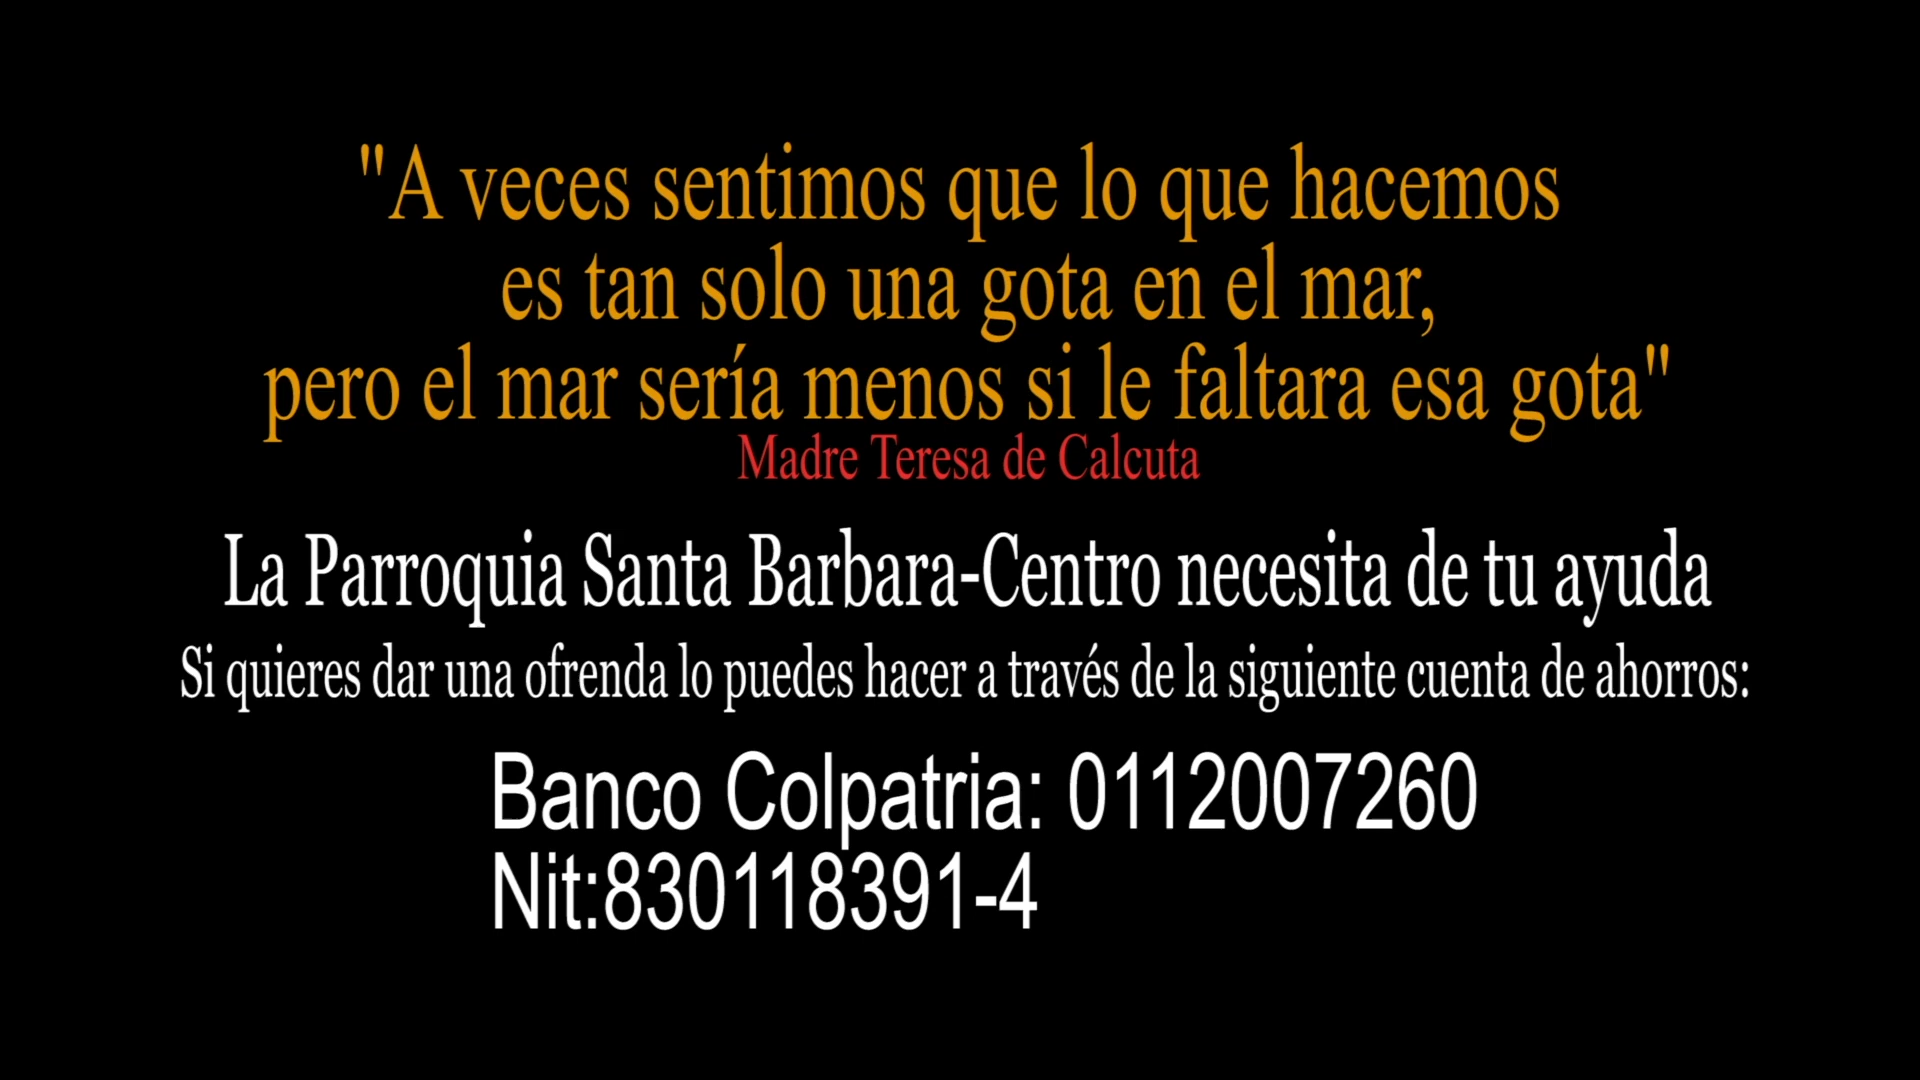 "A veces sentimos que lo que hacemos
es tan solo una gota en el mar,
pero el mar sería menos si le faltara esa gota"
Madre Teresa de Calcuta
La Parroquia Santa Barbara-Centro necesita de tu ayuda
Si quieres dar una ofrenda lo puedes hacer a través de la siguiente cuenta de ahorros:
Banco Colpatria: 0112007260
Nit:830118391-4